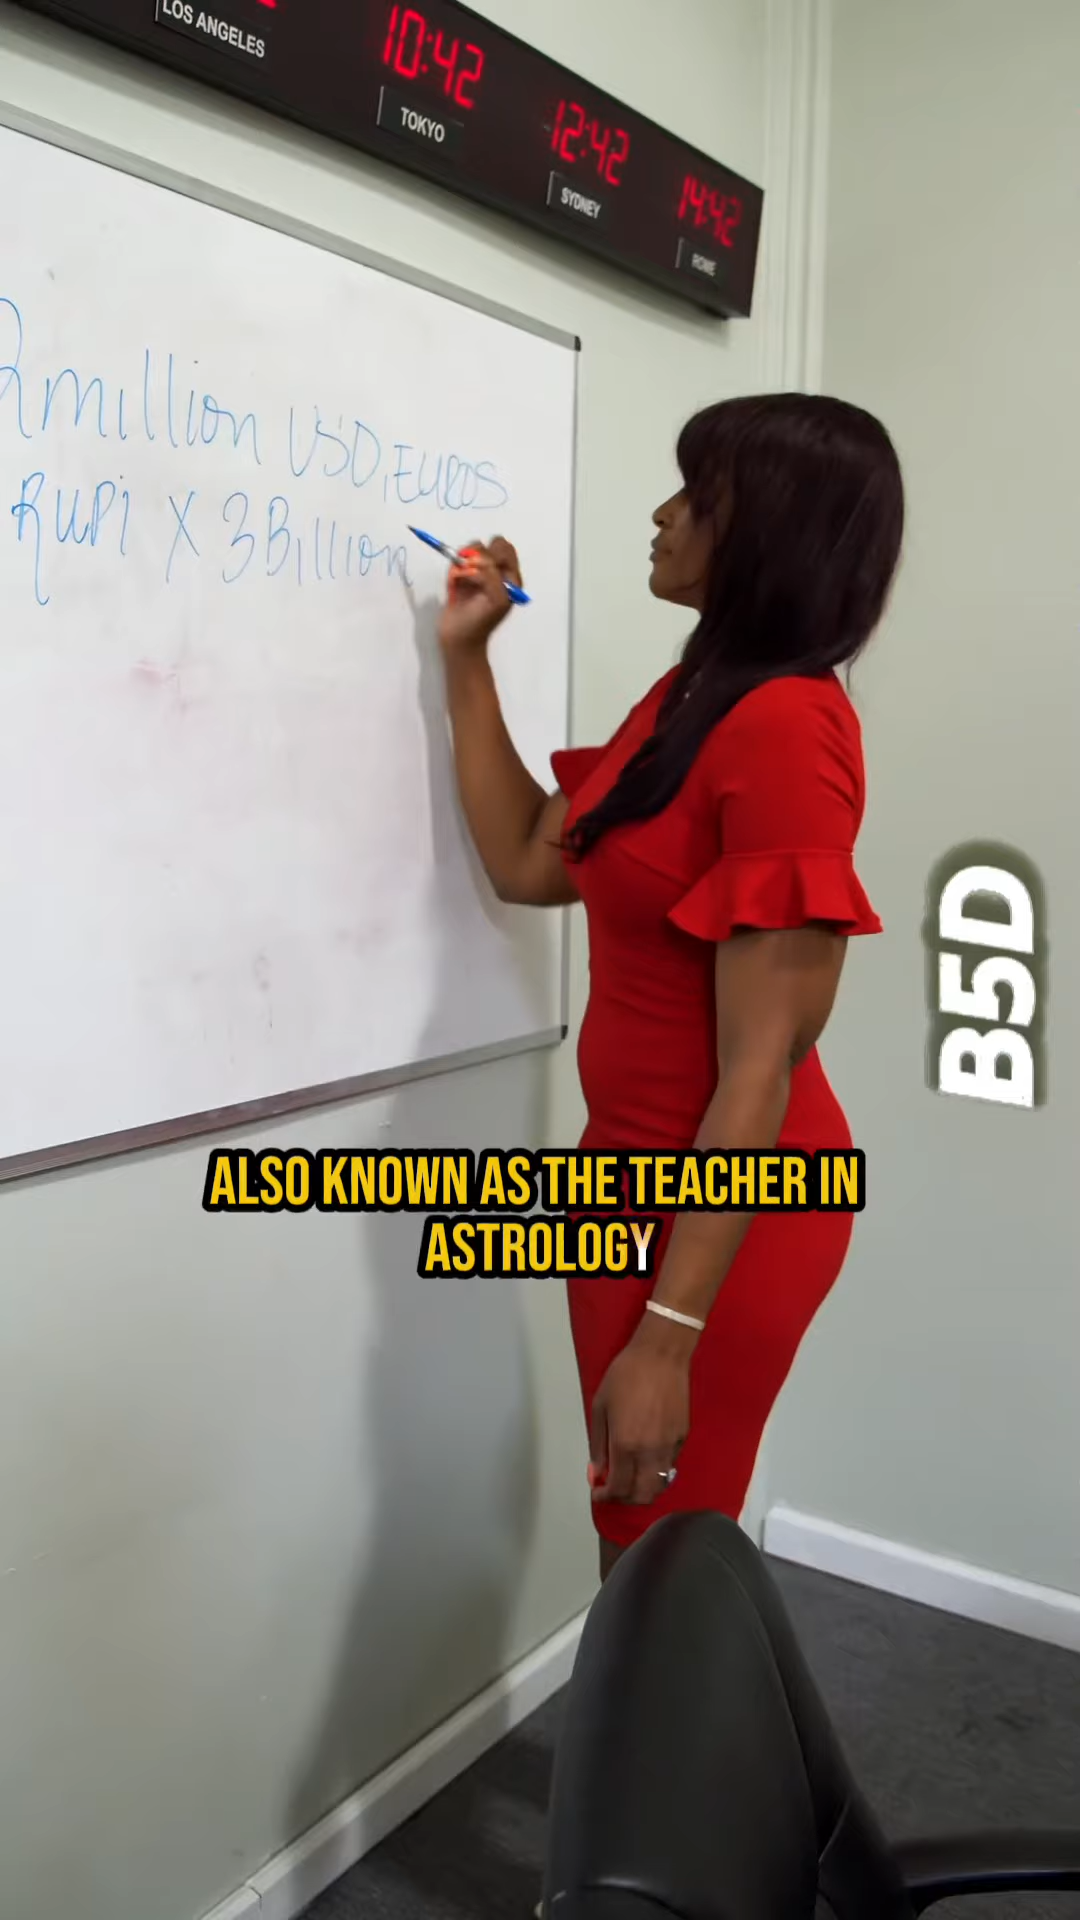 LOS ANGELES
10:42
TOKYO
12:42
SYDNEY
14:42
ROME
2million USD, EUROS
RUPi X 3Billion
B5D
ALSO KNOWN AS THE TEACHER IN
ASTROLOGY